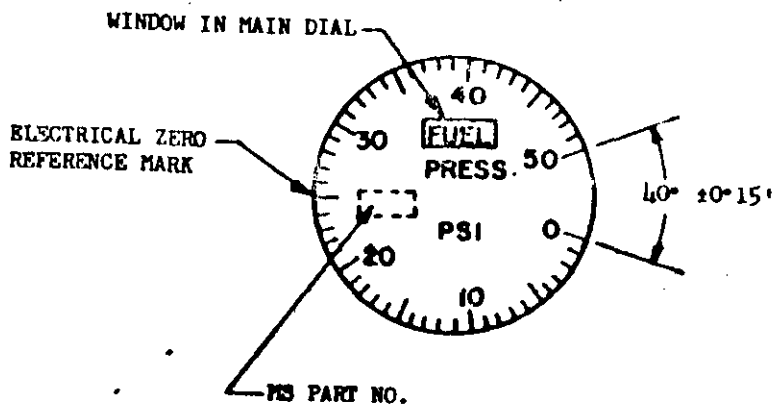 WINDOW IN MAIN DIAL
ELECTRICAL ZERO
REFERENCE MARK
40
30
FUEL
50
PRESS.
40° ±0°15'
PSI
0
20
10
MS PART NO.